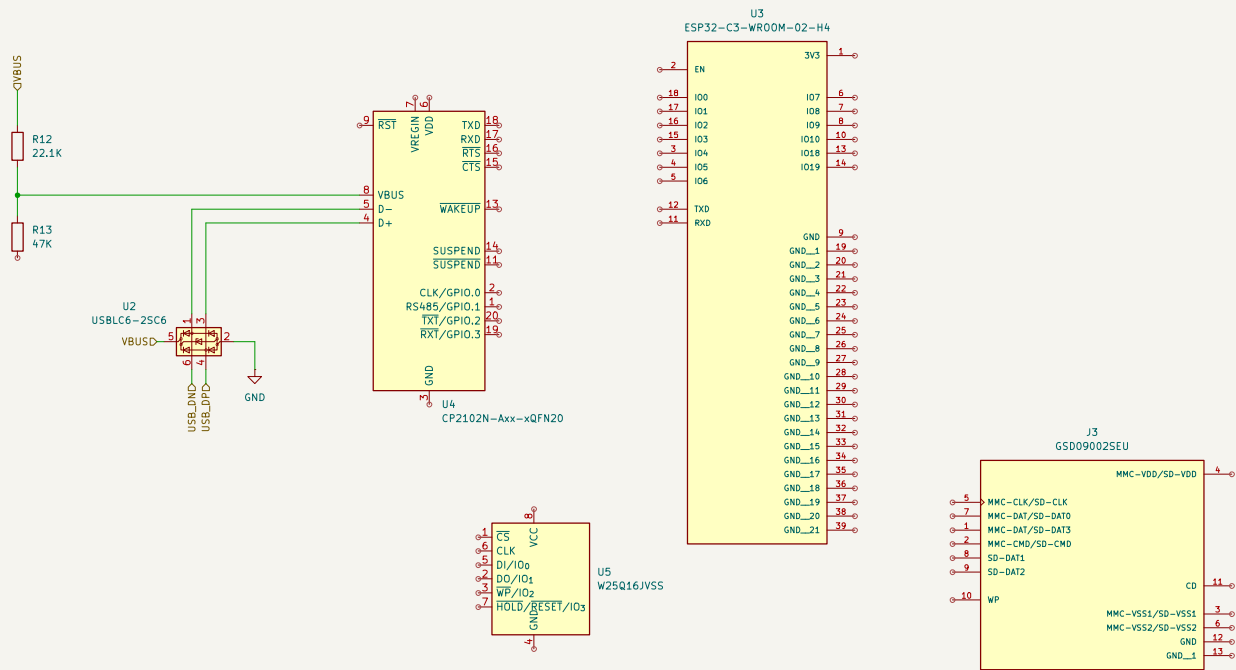 VBUS
R12
22.1K
R13
47K
U2
USBLC6-2SC6
1
3
5
2
6
4
VBUS
USB_DN
USB_DP
GND
7
6
9
RST
VREGIN
VDD
TXD
18
RXD
17
RTS
16
CTS
15
8
VBUS
5
D-
4
D+
WAKEUP
13
SUSPEND
14
SUSPEND
11
CLK/GPIO.0
2
RS485/GPIO.1
1
TXT/GPIO.2
20
RXT/GPIO.3
19
GND
3
U4
CP2102N-Axx-xQFN20
8
VCC
1
CS
6
CLK
5
DI/IO0
2
DO/IO1
3
WP/IO2
7
HOLD/RESET/IO3
GND
4
U5
W25Q16JVSS
U3
ESP32-C3-WROOM-02-H4
3V3
1
2
EN
18
IO0
17
IO1
16
IO2
15
IO3
3
IO4
4
IO5
5
IO6
12
TXD
11
RXD
IO7
6
IO8
7
IO9
8
IO10
10
IO18
13
IO19
14
GND
9
GND__1
19
GND__2
20
GND__3
21
GND__4
22
GND__5
23
GND__6
24
GND__7
25
GND__8
26
GND__9
27
GND__10
28
GND__11
29
GND__12
30
GND__13
31
GND__14
32
GND__15
33
GND__16
34
GND__17
35
GND__18
36
GND__19
37
GND__20
38
GND__21
39
J3
GSD09002SEU
MMC-VDD/SD-VDD
4
5
MMC-CLK/SD-CLK
7
MMC-DAT/SD-DAT0
1
MMC-DAT/SD-DAT3
2
MMC-CMD/SD-CMD
8
SD-DAT1
9
SD-DAT2
10
WP
CD
11
MMC-VSS1/SD-VSS1
3
MMC-VSS2/SD-VSS2
6
GND
12
GND__1
13